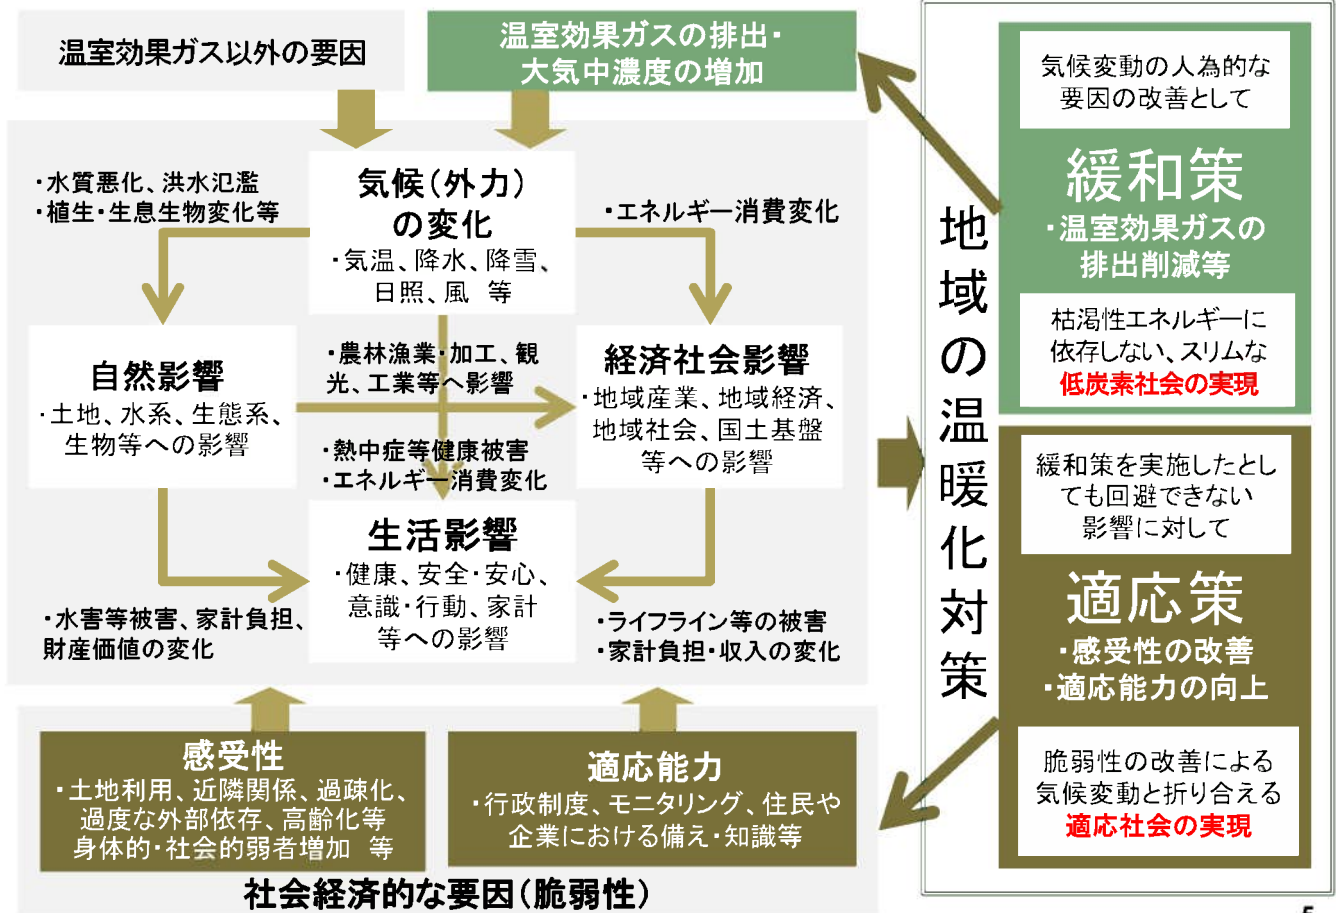 温室効果ガス以外の要因
温室効果ガスの排出・
大気中濃度の増加
・水質悪化、洪水氾濫
・植生・生息生物変化等
気候(外力)
の変化
・気温、降水、降雪、
日照、風 等
・エネルギー消費変化
自然影響
・土地、水系、生態系、
生物等への影響
・農林漁業・加工、観
光、工業等へ影響
経済社会影響
・地域産業、地域経済、
地域社会、国土基盤
等への影響
・熱中症等健康被害
・エネルギー消費変化
生活影響
・健康、安全・安心、
意識・行動、家計
等への影響
・水害等被害、家計負担、
財産価値の変化
・ライフライン等の被害
・家計負担・収入の変化
感受性
・土地利用、近隣関係、過疎化、
過度な外部依存、高齢化等
身体的・社会的弱者増加 等
適応能力
・行政制度、モニタリング、住民や
企業における備え・知識等
社会経済的な要因(脆弱性)
地域の温暖化対策
気候変動の人為的な
要因の改善として
緩和策
・温室効果ガスの
排出削減等
枯渇性エネルギーに
依存しない、スリムな
低炭素社会の実現
緩和策を実施したとし
ても回避できない
影響に対して
適応策
・感受性の改善
・適応能力の向上
脆弱性の改善による
気候変動と折り合える
適応社会の実現
5